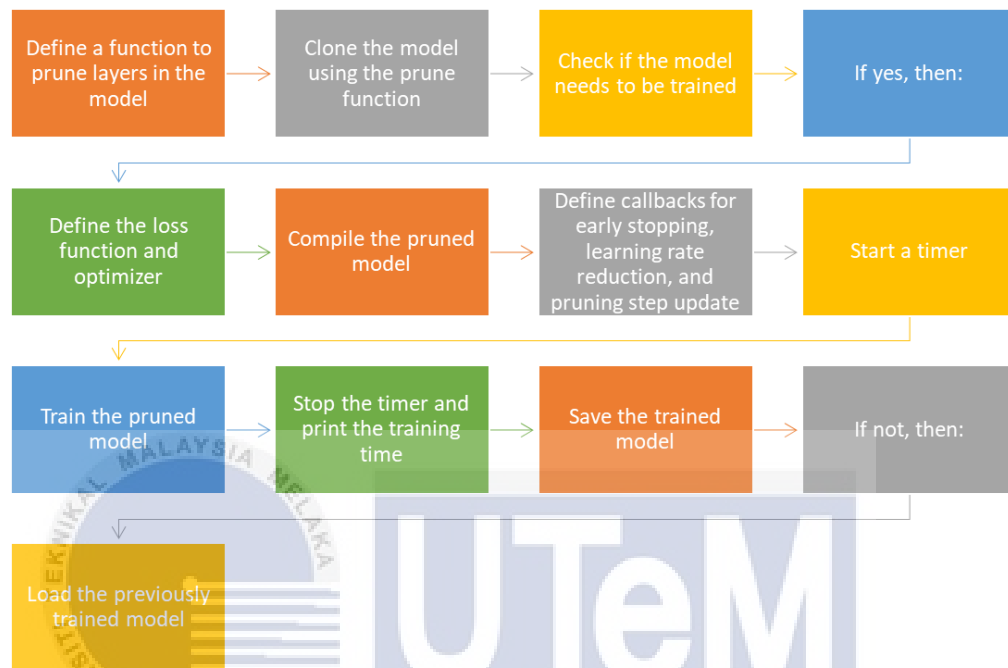 Define a function to
prune layers in the
model
Clone the model
using the prune
function
Check if the model
needs to be trained
If yes, then:
Define the loss
function and
optimizer
Compile the pruned
model
Define callbacks for
early stopping,
learning rate
reduction, and
pruning step update
Start a timer
Train the pruned
model
Stop the timer and
print the training
time
Save the trained
model
If not, then:
Load the previously
trained model
TEKNIKAL MALAYSIA MELAKA
UTeM